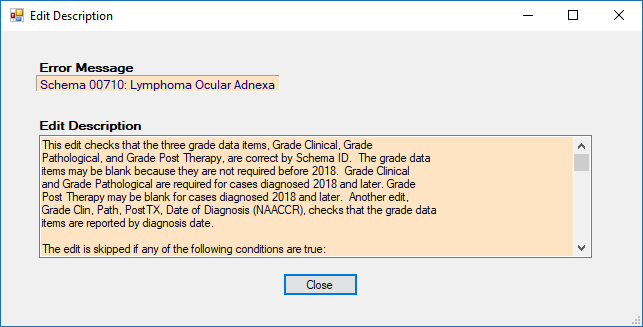 Edit Description
Error Message
Schema 00710: Lymphoma Ocular Adnexa
Edit Description
This edit checks that the three grade data items, Grade Clinical, Grade
Pathological, and Grade Post Therapy, are correct by Schema ID.  The grade data
items may be blank because they are not required before 2018.  Grade Clinical
and Grade Pathological are required for cases diagnosed 2018 and later. Grade
Post Therapy may be blank for cases diagnosed 2018 and later.  Another edit,
Grade Clin, Path, PostTX, Date of Diagnosis (NAACCR), checks that the grade data
items are reported by diagnosis date.
The edit is skipped if any of the following conditions are true:
Close